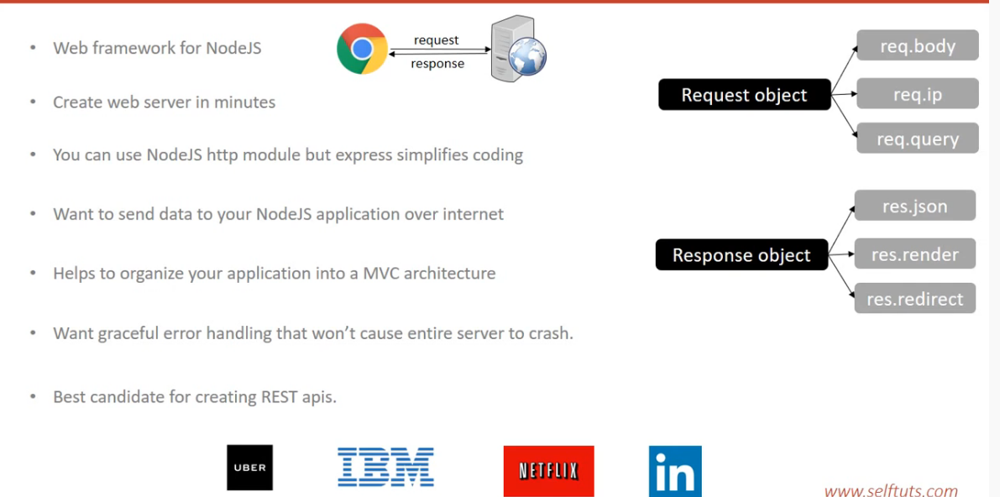 • Web framework for NodeJS
request
response
• Create web server in minutes
• You can use NodeJS http module but express simplifies coding
• Want to send data to your NodeJS application over internet
• Helps to organize your application into a MVC architecture
• Want graceful error handling that won’t cause entire server to crash.
• Best candidate for creating REST apis.
Request object
req.body
req.ip
req.query
Response object
res.json
res.render
res.redirect
UBER
IBM
NETFLIX
in
www.selftuts.com